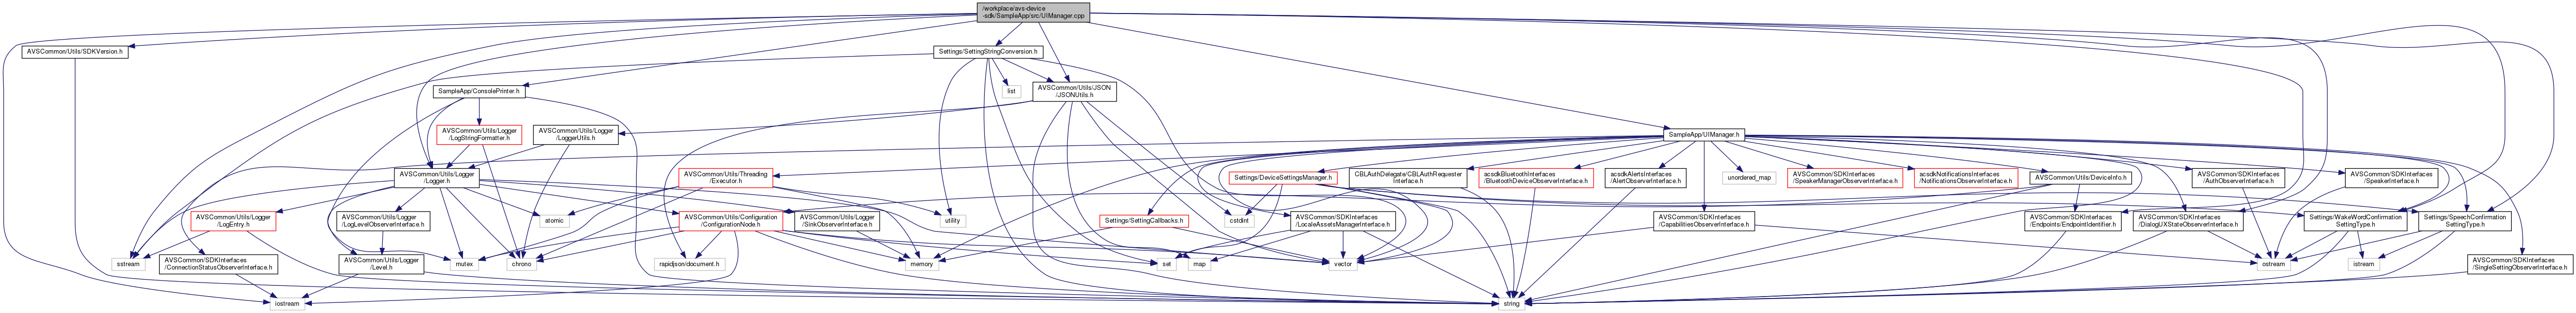 /workplace/avs-device
-sdk/SampleApp/src/UIManager.cpp
AVSCommon/Utils/SDKVersion.h
Settings/SettingStringConversion.h
SampleApp/ConsolePrinter.h
list
AVSCommon/Utils/JSON
/JSONUtils.h
AVSCommon/Utils/Logger
/LogStringFormatter.h
AVSCommon/Utils/Logger
/LoggerUtils.h
SampleApp/UIManager.h
AVSCommon/Utils/Logger
/Logger.h
AVSCommon/Utils/Threading
/Executor.h
Settings/DeviceSettingsManager.h
CBLAuthDelegate/CBLAuthRequester
Interface.h
acsdkBluetoothInterfaces
/BluetoothDeviceObserverInterface.h
acsdkAlertsInterfaces
/AlertObserverInterface.h
unordered_map
AVSCommon/SDKInterfaces
/SpeakerManagerObserverInterface.h
acsdkNotificationsInterfaces
/NotificationsObserverInterface.h
AVSCommon/Utils/DeviceInfo.h
AVSCommon/SDKInterfaces
/AuthObserverInterface.h
AVSCommon/SDKInterfaces
/SpeakerInterface.h
AVSCommon/Utils/Logger
/LogEntry.h
AVSCommon/Utils/Logger
/LogLevelObserverInterface.h
atomic
AVSCommon/Utils/Configuration
/ConfigurationNode.h
AVSCommon/Utils/Logger
/SinkObserverInterface.h
utility
Settings/SettingCallbacks.h
cstdint
AVSCommon/SDKInterfaces
/LocaleAssetsManagerInterface.h
AVSCommon/SDKInterfaces
/CapabilitiesObserverInterface.h
AVSCommon/SDKInterfaces
/Endpoints/EndpointIdentifier.h
AVSCommon/SDKInterfaces
/DialogUXStateObserverInterface.h
Settings/WakeWordConfirmation
SettingType.h
Settings/SpeechConfirmation
SettingType.h
sstream
AVSCommon/SDKInterfaces
/ConnectionStatusObserverInterface.h
AVSCommon/Utils/Logger
/Level.h
mutex
chrono
rapidjson/document.h
memory
set
map
vector
ostream
istream
AVSCommon/SDKInterfaces
/SingleSettingObserverInterface.h
iostream
string